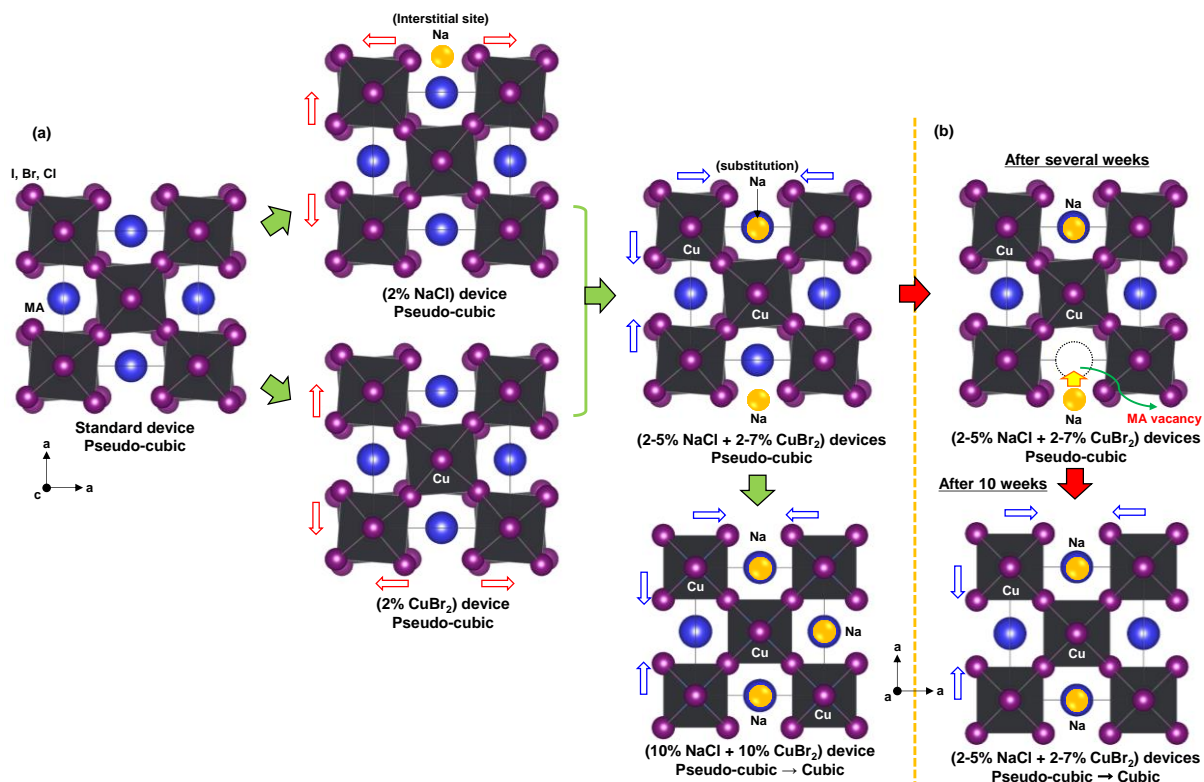 (a)
I, Br, Cl
MA
Standard device
Pseudo-cubic
a
c
a
(Interstitial site)
Na
(2% NaCl) device
Pseudo-cubic
Cu
(2% CuBr₂) device
Pseudo-cubic
(substitution)
Na
Cu
Cu
Na
(2-5% NaCl + 2-7% CuBr₂) devices
Pseudo-cubic
Na
Cu
Na
Cu
Na
Cu
(10% NaCl + 10% CuBr₂) device
Pseudo-cubic → Cubic
a
a
a
(b)
After several weeks
Na
Cu
Cu
MA vacancy
Na
(2-5% NaCl + 2-7% CuBr₂) devices
Pseudo-cubic
After 10 weeks
Na
Cu
Cu
Na
(2-5% NaCl + 2-7% CuBr₂) devices
Pseudo-cubic → Cubic